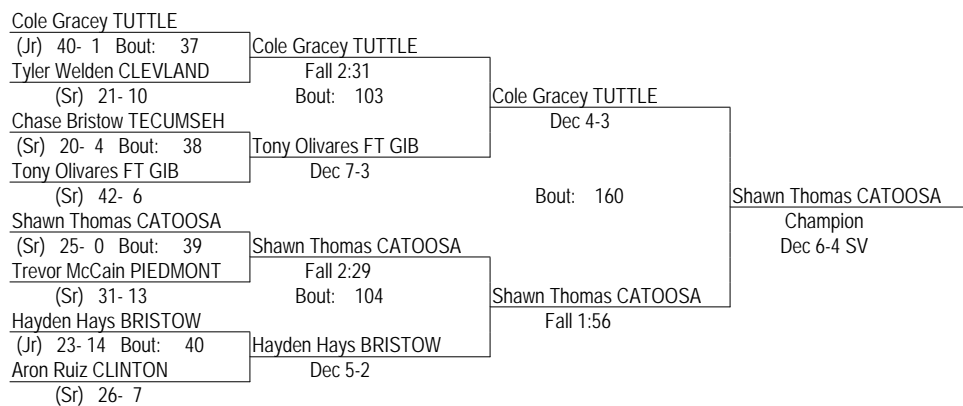 Cole Gracey TUTTLE
(Jr) 40- 1 Bout: 37
Cole Gracey TUTTLE
Tyler Welden CLEVLAND
Fall 2:31
(Sr) 21- 10
Bout: 103
Cole Gracey TUTTLE
Chase Bristow TECUMSEH
Dec 4-3
(Sr) 20- 4 Bout: 38
Tony Olivares FT GIB
Tony Olivares FT GIB
Dec 7-3
(Sr) 42- 6
Bout: 160
Shawn Thomas CATOOSA
Shawn Thomas CATOOSA
Champion
(Sr) 25- 0 Bout: 39
Shawn Thomas CATOOSA
Dec 6-4 SV
Trevor McCain PIEDMONT
Fall 2:29
(Sr) 31- 13
Bout: 104
Shawn Thomas CATOOSA
Hayden Hays BRISTOW
Fall 1:56
(Jr) 23- 14 Bout: 40
Hayden Hays BRISTOW
Aron Ruiz CLINTON
Dec 5-2
(Sr) 26- 7